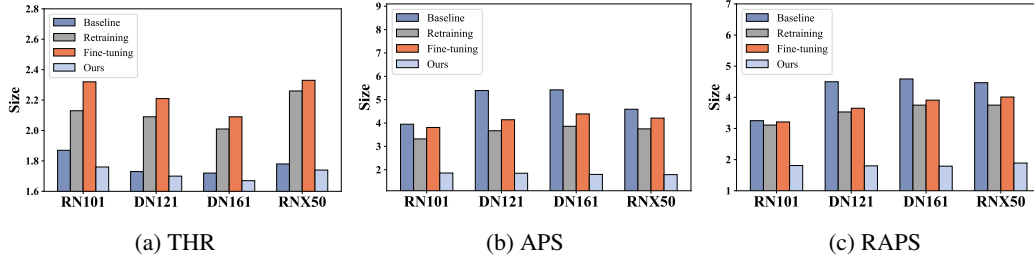 2.8
2.6
2.4
2.2
2.0
1.8
1.6
Size
Baseline
Retraining
Fine-tuning
Ours
RN101 DN121 DN161 RNX50
(a) THR
9
8
7
6
5
4
3
2
Size
Baseline
Retraining
Fine-tuning
Ours
RN101 DN121 DN161 RNX50
(b) APS
7
6
5
4
3
2
1
Size
Baseline
Retraining
Fine-tuning
Ours
RN101 DN121 DN161 RNX50
(c) RAPS